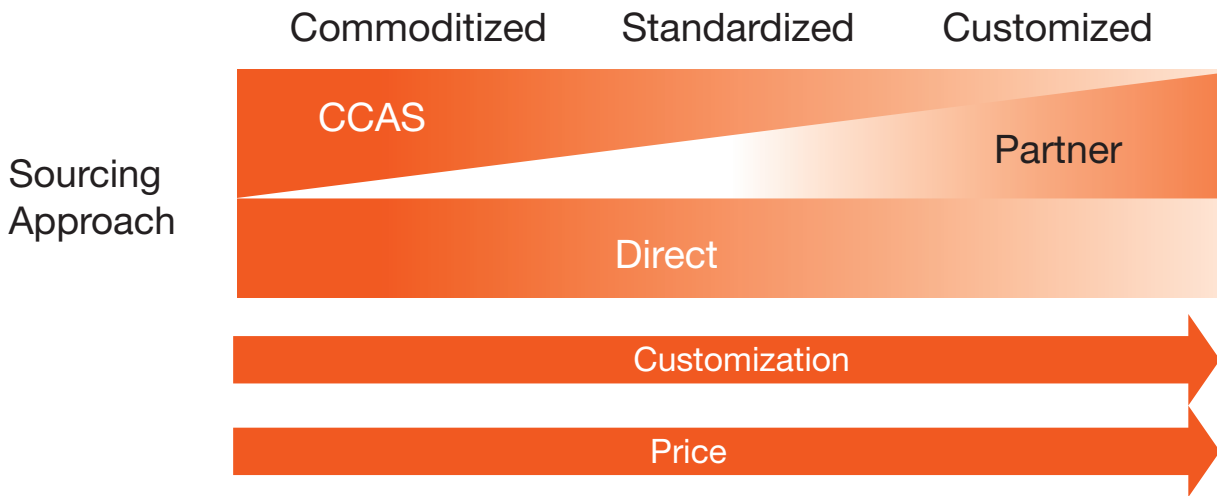 Commoditized Standardized Customized
CCAS
Partner
Sourcing
Approach
Direct
Customization
Price